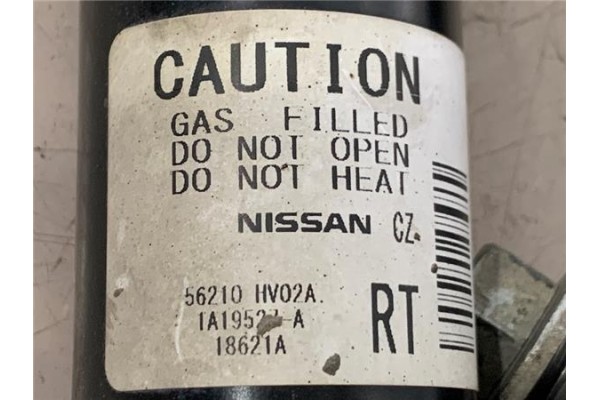 CAUTION
GAS FILLED
DO NOT OPEN
DO NOT HEAT
NISSAN CZ
56210 HV02A
RT
18621A